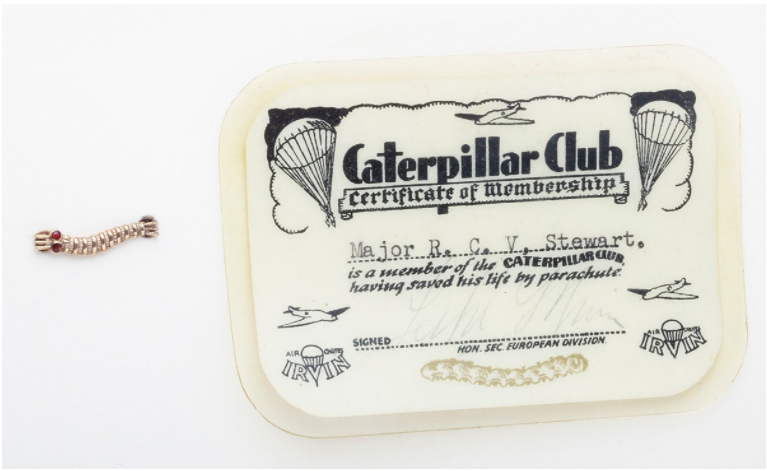 Caterpillar Club
Certificate of Membership
Major R. C. V. Stewart.
is a member of the CATERPILLAR CLUB,
having saved his life by parachute.
SIGNED
HON. SEC. EUROPEAN DIVISION.
AIR CHUTES
IRVIN
AIR CHUTES
IRVIN